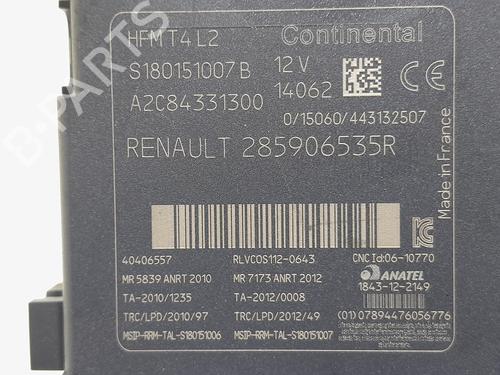 HFM T4 L2
Continental
S180151007 B
12 V
A2C84331300
14062
0/15060/443132507
RENAULT 285906535R
Made in France
40406557
RLVCOS112-0643
CNC Id:06-10770
MR 5839 ANRT 2010
MR 7173 ANRT 2012
ANATEL
TA-2010/1235
TA-2012/0008
1843-12-2149
TRC/LPD/2010/97
TRC/LPD/2012/49
(01) 07894476056776
MSIP-RRM-TAL-S180151006
MSIP-RRM-TAL-S180151007
B-PARTS